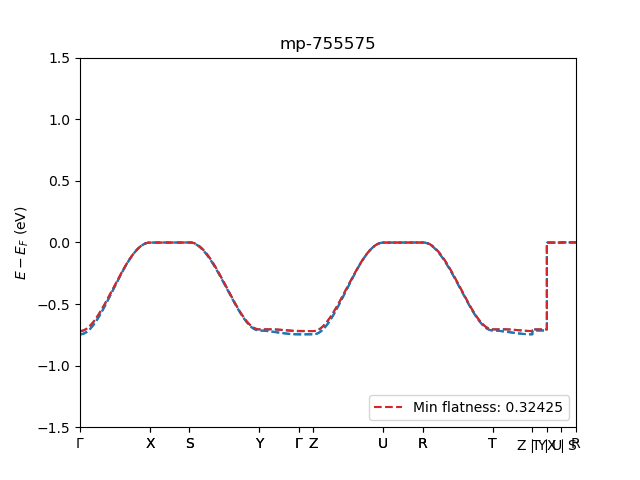 mp-755575
1.5
1.0
0.5
0.0
−0.5
−1.0
−1.5
E − E_F (eV)
Min flatness: 0.32425
Γ X S Y Γ Z U R T Z | T Y | X U | S R